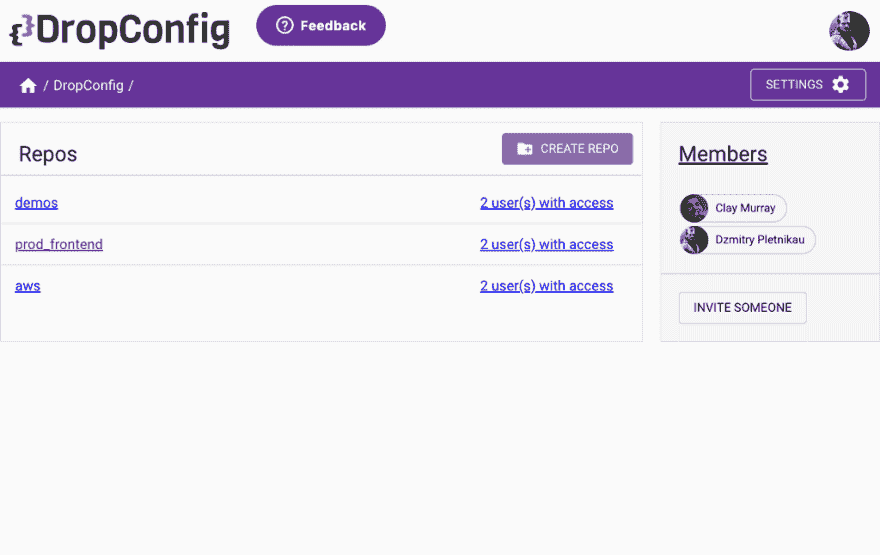 {}DropConfig
Feedback
/ DropConfig /
SETTINGS
Repos
CREATE REPO
demos
2 user(s) with access
prod_frontend
2 user(s) with access
aws
2 user(s) with access
Members
Clay Murray
Dzmitry Pletnikau
INVITE SOMEONE